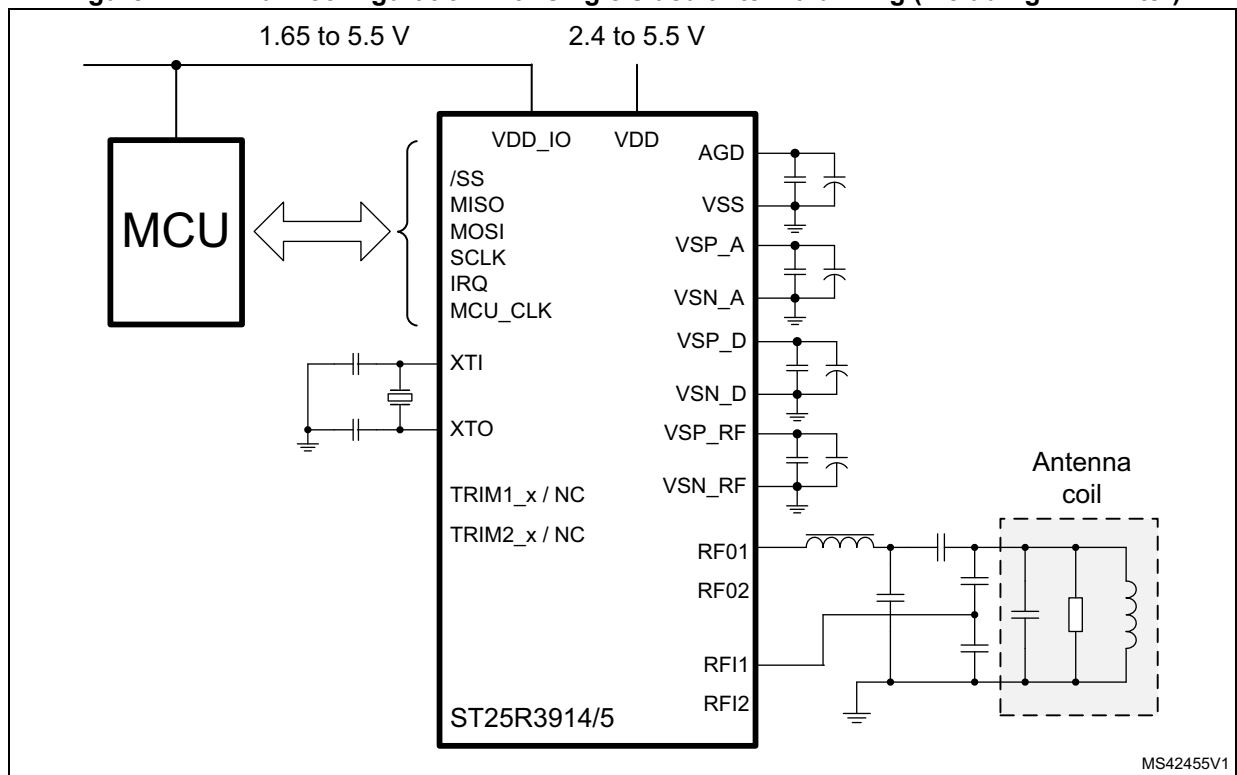 1.65 to 5.5 V
2.4 to 5.5 V
VDD_IO
VDD
MCU
/SS
MISO
MOSI
SCLK
IRQ
MCU_CLK
XTI
XTO
TRIM1_x / NC
TRIM2_x / NC
AGD
VSS
VSP_A
VSN_A
VSP_D
VSN_D
VSP_RF
VSN_RF
RF01
RF02
RFI1
RFI2
Antenna
coil
ST25R3914/5
MS42455V1